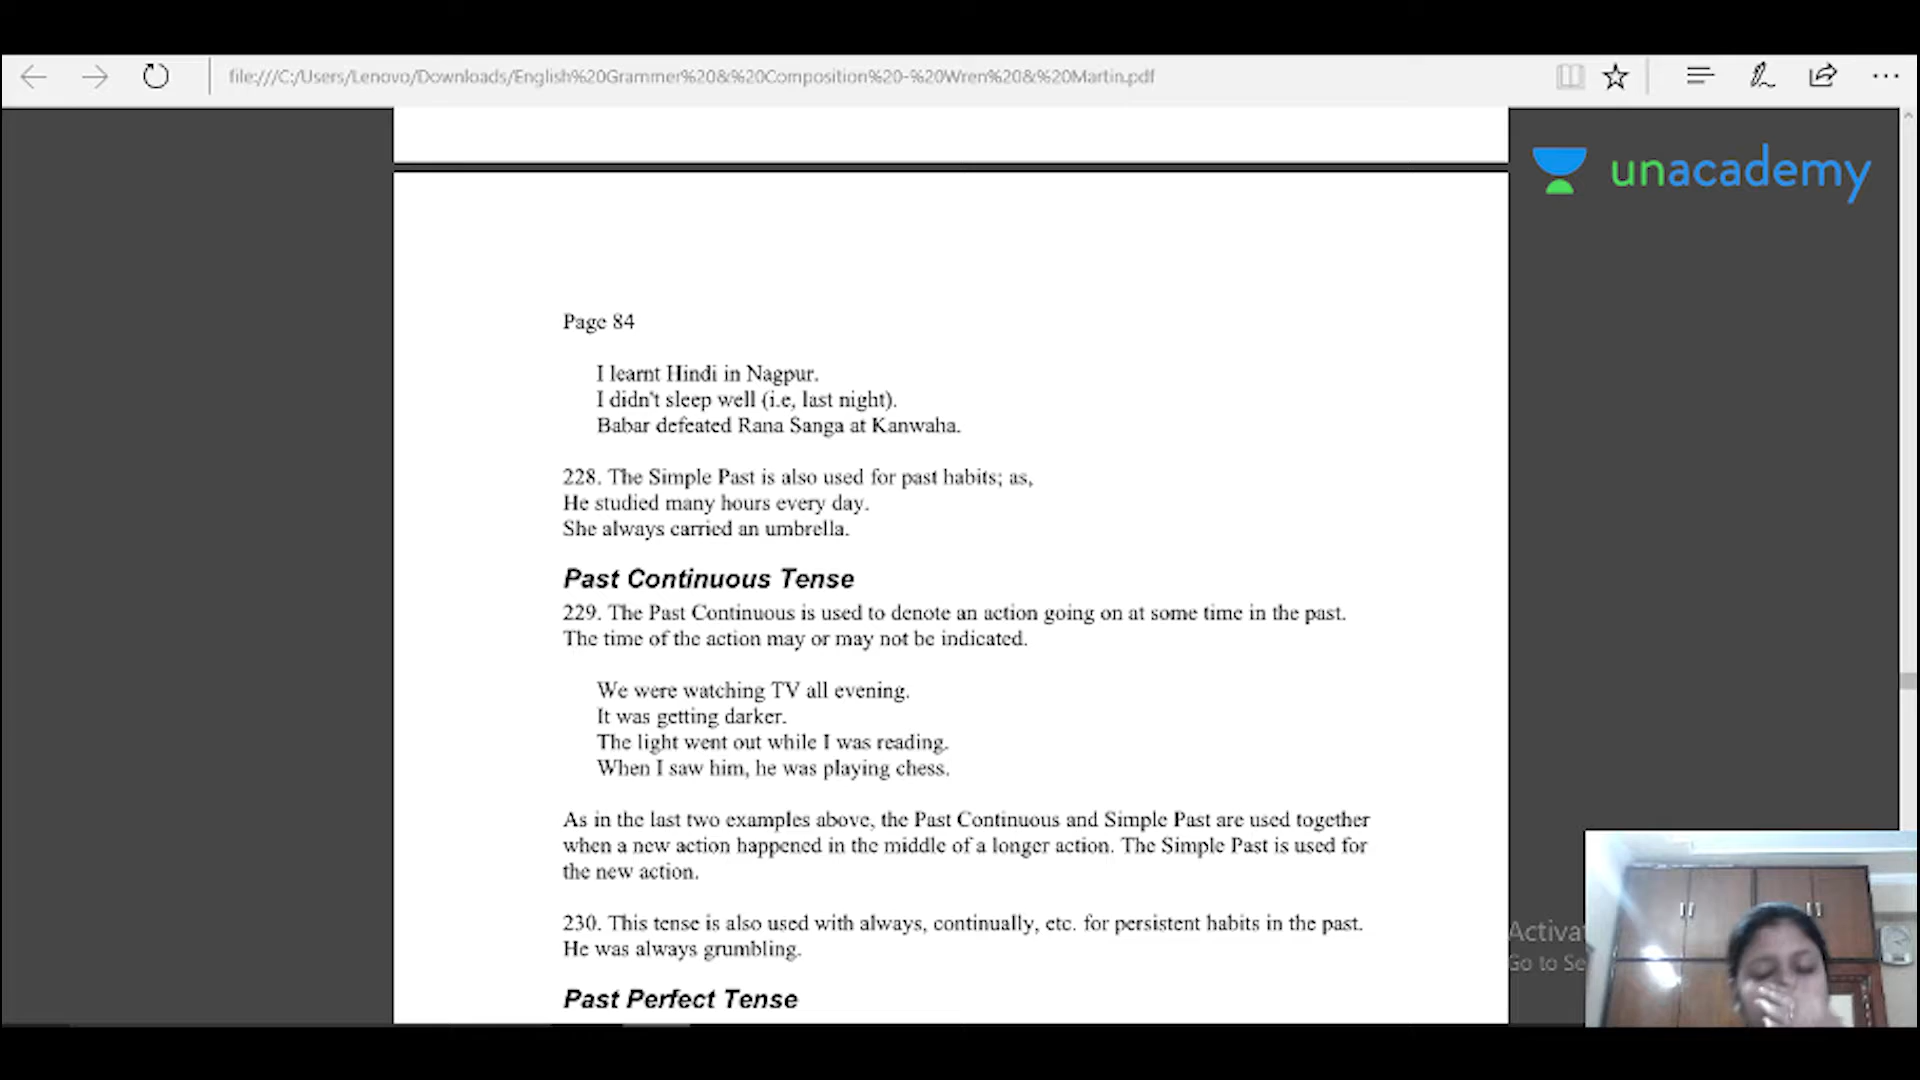 file:///C:/Users/Lenovo/Downloads/English%20Grammer%20&%20Composition%20-%20Wren%20&%20Martin.pdf
unacademy
Page 84
I learnt Hindi in Nagpur.
I didn't sleep well (i.e, last night).
Babar defeated Rana Sanga at Kanwaha.
228. The Simple Past is also used for past habits; as,
He studied many hours every day.
She always carried an umbrella.
Past Continuous Tense
229. The Past Continuous is used to denote an action going on at some time in the past.
The time of the action may or may not be indicated.
We were watching TV all evening.
It was getting darker.
The light went out while I was reading.
When I saw him, he was playing chess.
As in the last two examples above, the Past Continuous and Simple Past are used together
when a new action happened in the middle of a longer action. The Simple Past is used for
the new action.
230. This tense is also used with always, continually, etc. for persistent habits in the past.
He was always grumbling.
Past Perfect Tense
Activa
Go to Se